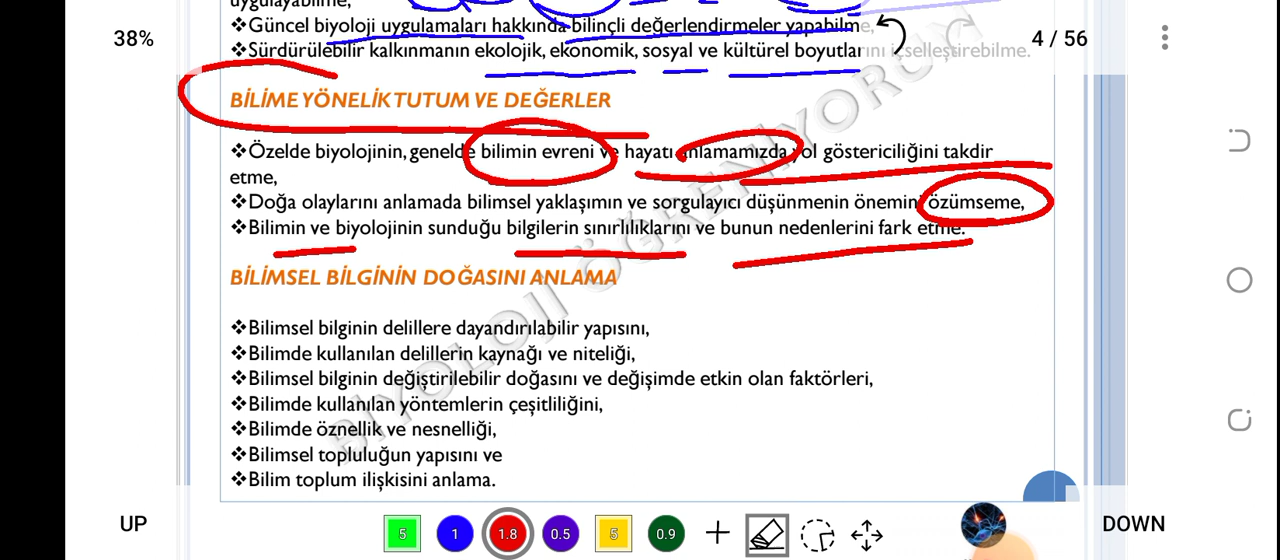 uygulayabilme,
38%
❖Güncel biyoloji uygulamaları hakkında bilinçli değerlendirmeler yapabilme,
4 / 56
❖Sürdürülebilir kalkınmanın ekolojik, ekonomik, sosyal ve kültürel boyutlarını içselleştirebilme.
BİLİME YÖNELİK TUTUM VE DEĞERLER
❖Özelde biyolojinin, genelde bilimin evreni ve hayatı anlamamızda yol göstericiliğini takdir
etme,
❖Doğa olaylarını anlamada bilimsel yaklaşımın ve sorgulayıcı düşünmenin önemini özümseme,
❖Bilimin ve biyolojinin sunduğu bilgilerin sınırlılıklarını ve bunun nedenlerini fark etme.
BİLİMSEL BİLGİNİN DOĞASINI ANLAMA
❖Bilimsel bilginin delillere dayandırılabilir yapısını,
❖Bilimde kullanılan delillerin kaynağı ve niteliği,
❖Bilimsel bilginin değiştirilebilir doğasını ve değişimde etkin olan faktörleri,
❖Bilimde kullanılan yöntemlerin çeşitliliğini,
❖Bilimde öznellik ve nesnelliği,
❖Bilimsel topluluğun yapısını ve
❖Bilim toplum ilişkisini anlama.
BİYOLOJİ ÖĞRENİYORUM
UP
5 1 1.8 0.5 5 0.9
DOWN